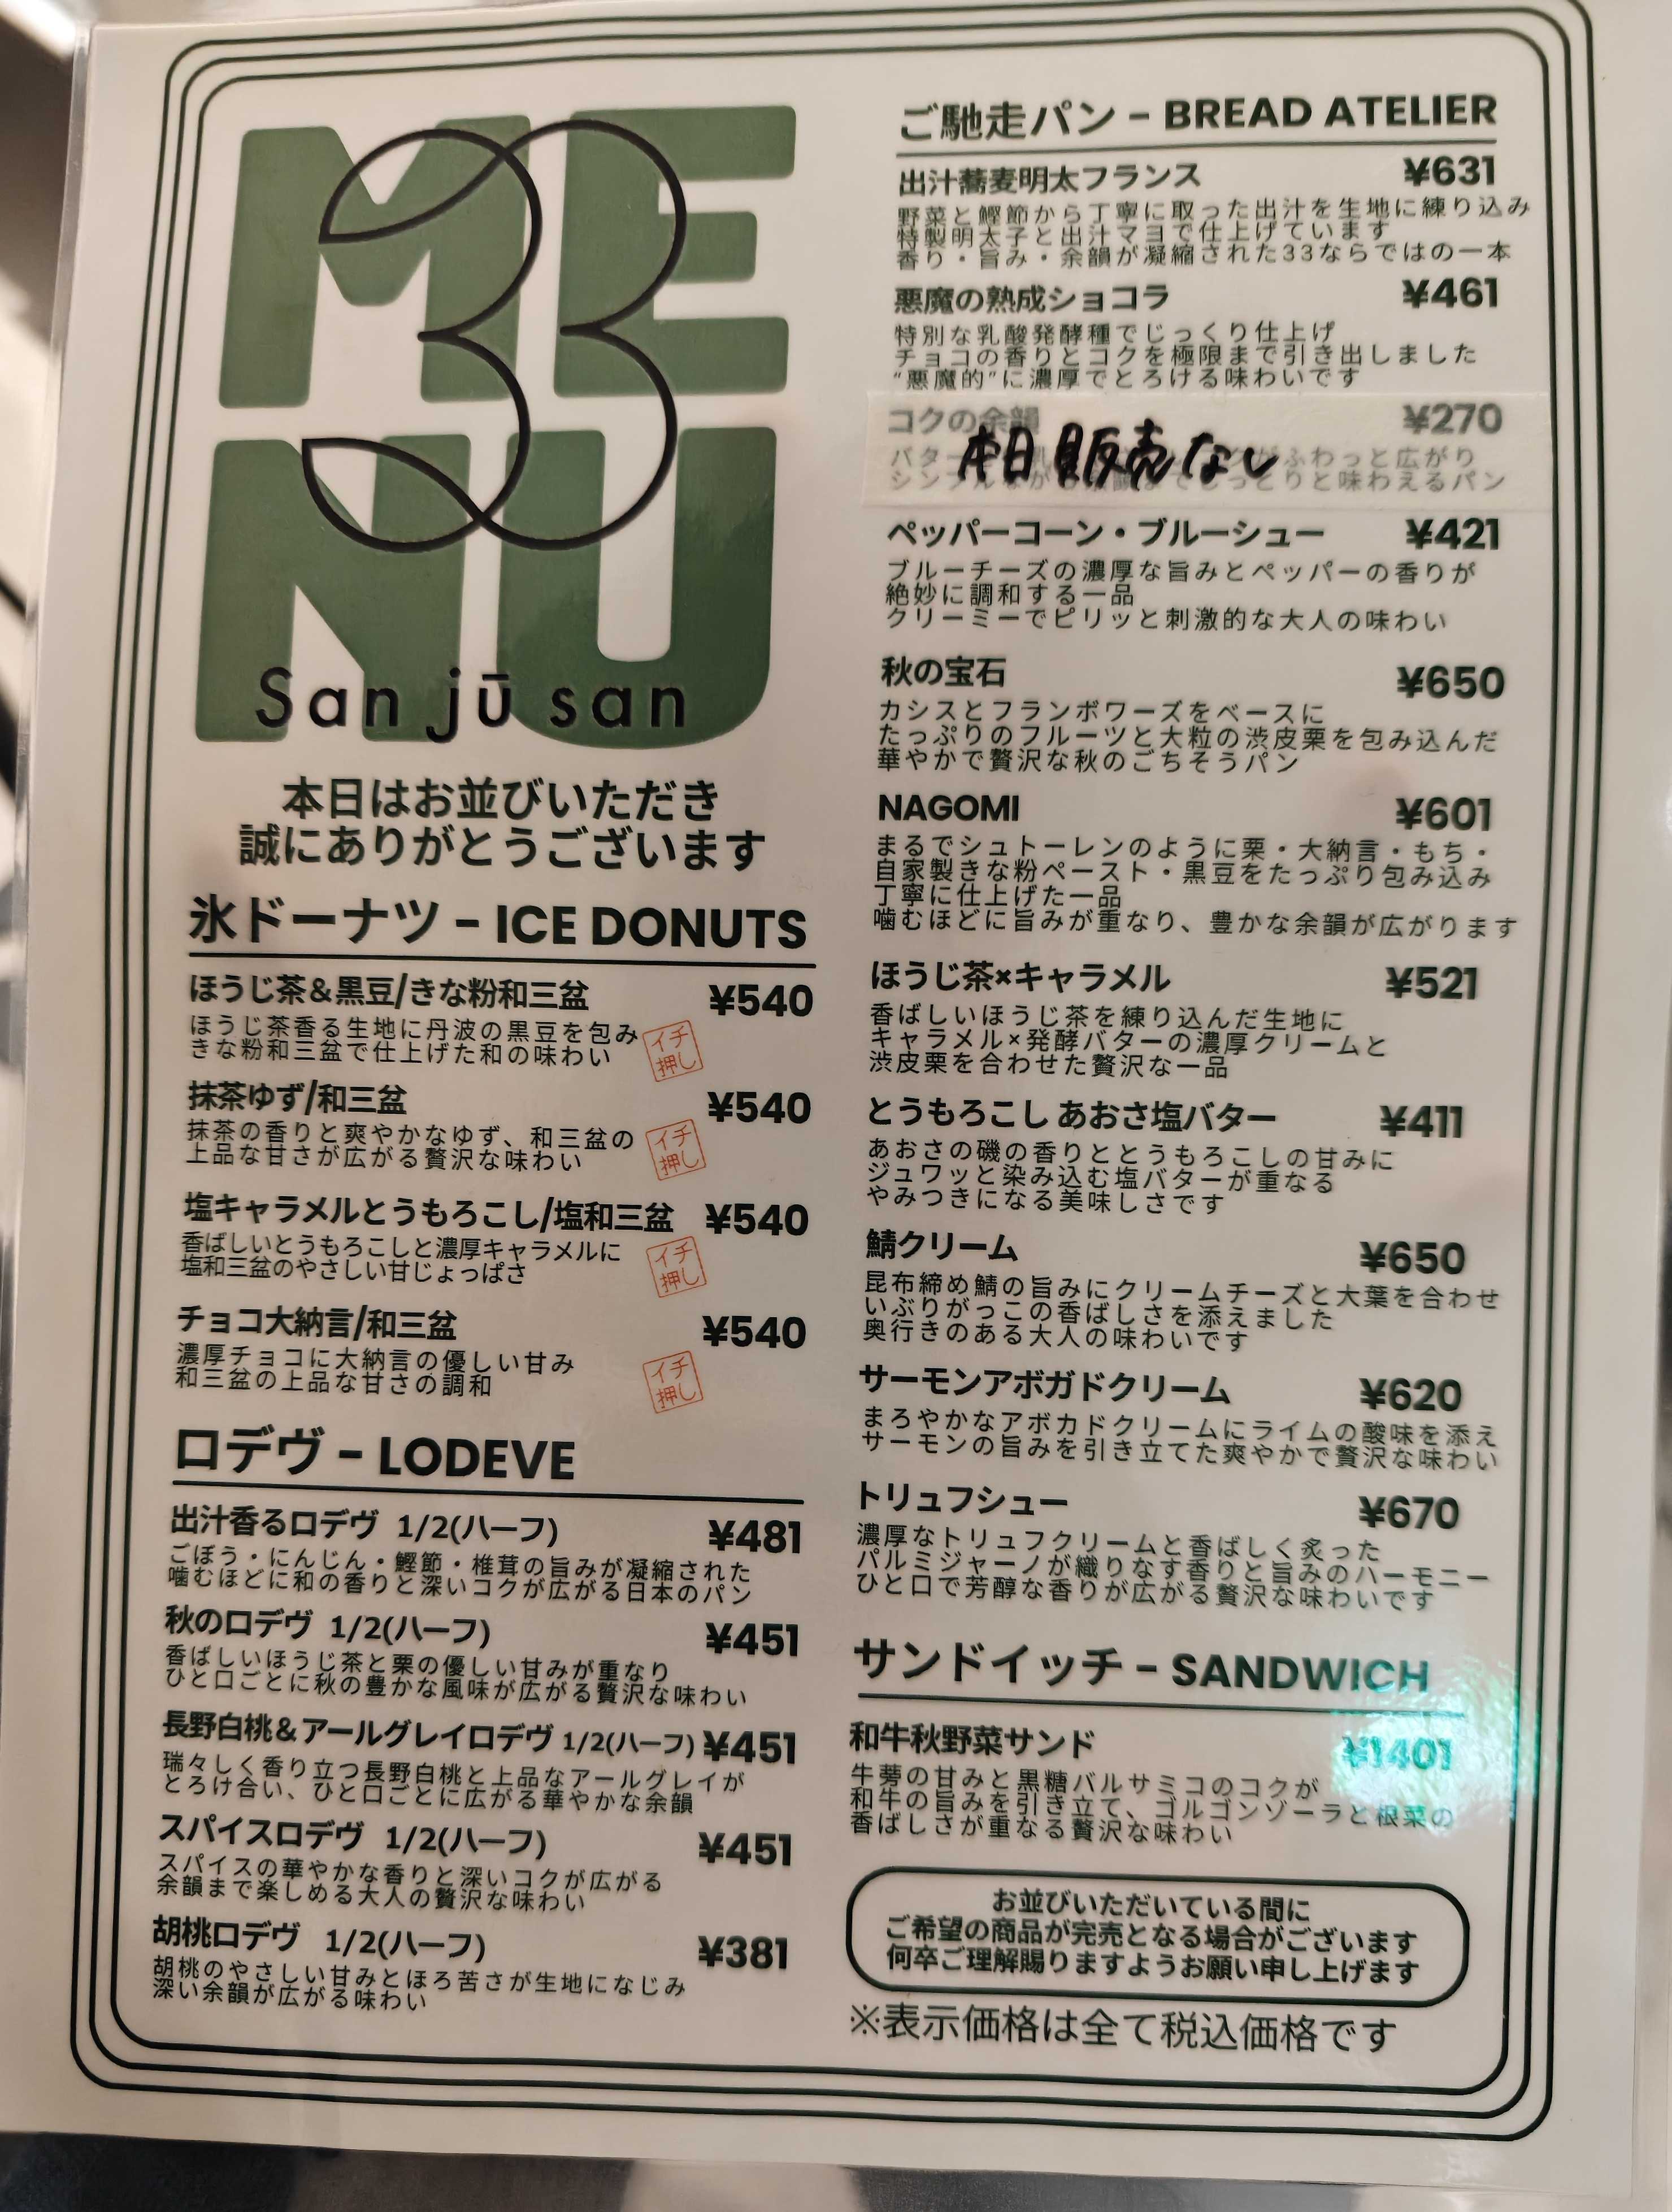 MENU
33
San jū san
本日はお並びいただき
誠にありがとうございます
氷ドーナツ - ICE DONUTS
ほうじ茶&黒豆/きな粉和三盆 ¥540
ほうじ茶香る生地に丹波の黒豆を包み
きな粉和三盆で仕上げた和の味わい
イチ押し
抹茶ゆず/和三盆 ¥540
抹茶の香りと爽やかなゆず、和三盆の
上品な甘さが広がる贅沢な味わい
イチ押し
塩キャラメルとうもろこし/塩和三盆 ¥540
香ばしいとうもろこしと濃厚キャラメルに
塩和三盆のやさしい甘じょっぱさ
イチ押し
チョコ大納言/和三盆 ¥540
濃厚チョコに大納言の優しい甘み
和三盆の上品な甘さの調和
イチ押し
ロデヴ - LODEVE
出汁香るロデヴ 1/2(ハーフ) ¥481
ごぼう・にんじん・鰹節・椎茸の旨みが凝縮された
噛むほどに和の香りと深いコクが広がる日本のパン
秋のロデヴ 1/2(ハーフ) ¥451
香ばしいほうじ茶と栗の優しい甘みが重なり
ひと口ごとに秋の豊かな風味が広がる贅沢な味わい
長野白桃&アールグレイロデヴ 1/2(ハーフ) ¥451
瑞々しく香り立つ長野白桃と上品なアールグレイが
とろけ合い、ひと口ごとに広がる華やかな余韻
スパイスロデヴ 1/2(ハーフ) ¥451
スパイスの華やかな香りと深いコクが広がる
余韻まで楽しめる大人の贅沢な味わい
胡桃ロデヴ 1/2(ハーフ) ¥381
胡桃のやさしい甘みとほろ苦さが生地になじみ
深い余韻が広がる味わい
ご馳走パン - BREAD ATELIER
出汁蕎麦明太フランス ¥631
野菜と鰹節から丁寧に取った出汁を生地に練り込み
特製明太子と出汁マヨで仕上げています
香り・旨み・余韻が凝縮された33ならではの一本
悪魔の熟成ショコラ ¥461
特別な乳酸発酵種でじっくり仕上げ
チョコの香りとコクを極限まで引き出しました
"悪魔的"に濃厚でとろける味わいです
コクの余韻 ¥270
本日販売なし
バター ふわっと広がり
シンプルながら りと味わえるパン
ペッパーコーン・ブルーシュー ¥421
ブルーチーズの濃厚な旨みとペッパーの香りが
絶妙に調和する一品
クリーミーでピリッと刺激的な大人の味わい
秋の宝石 ¥650
カシスとフランボワーズをベースに
たっぷりのフルーツと大粒の渋皮栗を包み込んだ
華やかで贅沢な秋のごちそうパン
NAGOMI ¥601
まるでシュトーレンのように栗・大納言・もち・
自家製きな粉ペースト・黒豆をたっぷり包み込み
丁寧に仕上げた一品
噛むほどに旨みが重なり、豊かな余韻が広がります
ほうじ茶×キャラメル ¥521
香ばしいほうじ茶を練り込んだ生地に
キャラメル×発酵バターの濃厚クリームと
渋皮栗を合わせた贅沢な一品
とうもろこし あおさ塩バター ¥411
あおさの磯の香りととうもろこしの甘みに
ジュワッと染み込む塩バターが重なる
やみつきになる美味しさです
鯖クリーム ¥650
昆布締め鯖の旨みにクリームチーズと大葉を合わせ
いぶりがっこの香ばしさを添えました
奥行きのある大人の味わいです
サーモンアボガドクリーム ¥620
まろやかなアボカドクリームにライムの酸味を添え
サーモンの旨みを引き立てた爽やかで贅沢な味わい
トリュフシュー ¥670
濃厚なトリュフクリームと香ばしく炙った
パルミジャーノが織りなす香りと旨みのハーモニー
ひと口で芳醇な香りが広がる贅沢な味わいです
サンドイッチ - SANDWICH
和牛秋野菜サンド ¥1401
牛蒡の甘みと黒糖バルサミコのコクが
和牛の旨みを引き立て、ゴルゴンゾーラと根菜の
香ばしさが重なる贅沢な味わい
お並びいただいている間に
ご希望の商品が完売となる場合がございます
何卒ご理解賜りますようお願い申し上げます
※表示価格は全て税込価格です